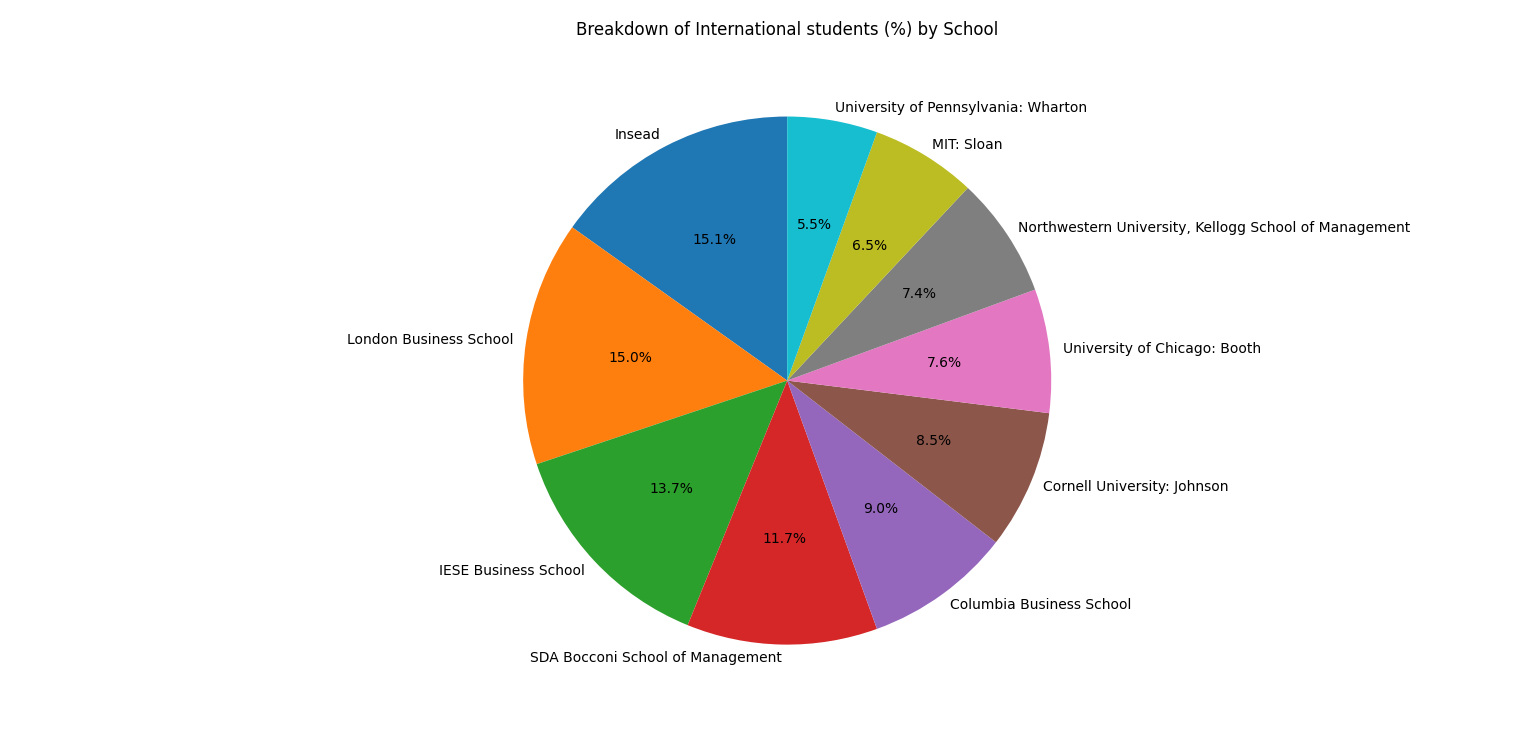 Breakdown of International students (%) by School
University of Pennsylvania: Wharton
Insead
MIT: Sloan
5.5%
Northwestern University, Kellogg School of Management
15.1%
6.5%
7.4%
London Business School
University of Chicago: Booth
15.0%
7.6%
8.5%
Cornell University: Johnson
13.7%
9.0%
11.7%
IESE Business School
Columbia Business School
SDA Bocconi School of Management